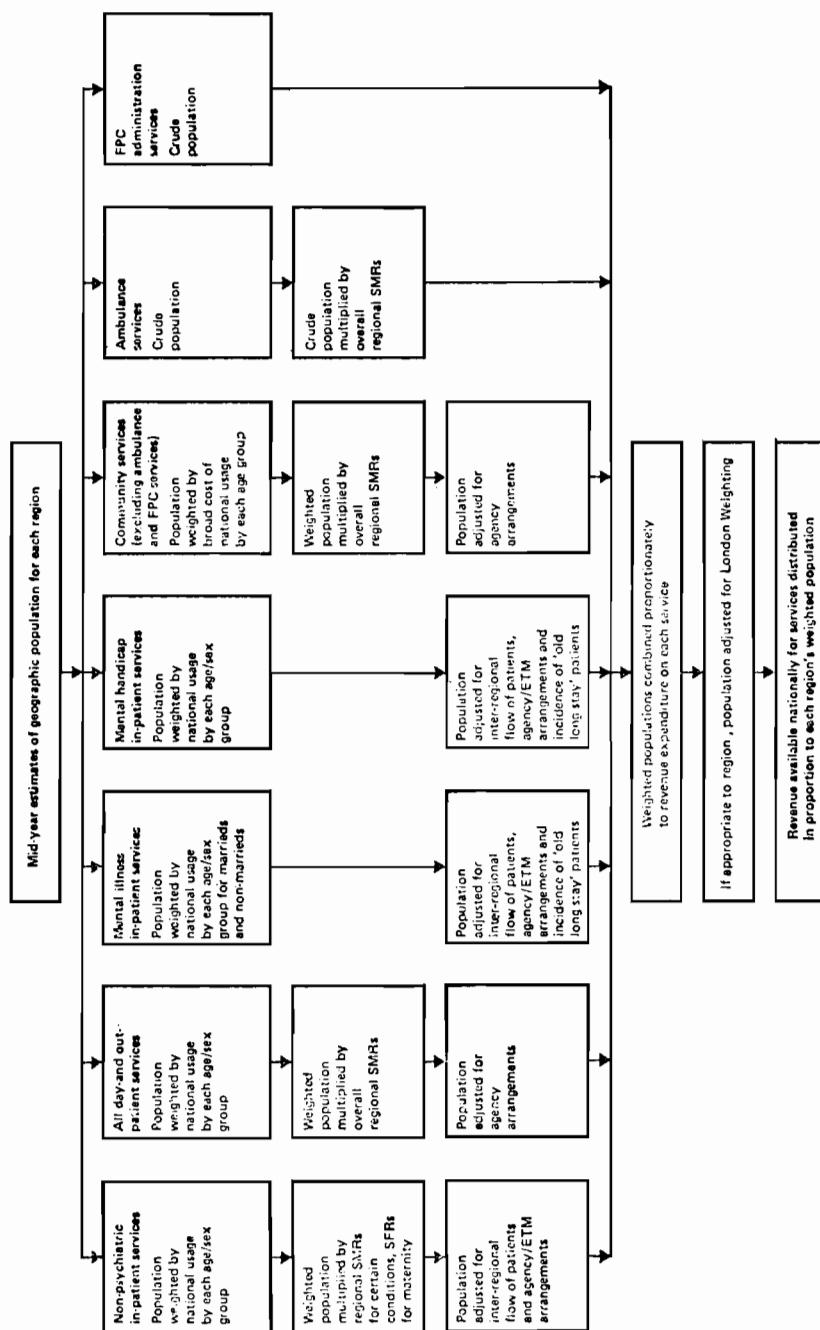 Mid-year estimates of geographic population for each region
Non-psychiatric
in-patient services
Population
weighted by
national usage
by each age/sex
group
All day-and out-
patient services
Population
weighted by
national usage
by each age/sex
group
Mental illness
in-patient services
Population
weighted by
national usage
by each age/sex
group for marrieds
and non-marrieds
Mental handicap
in-patient services
Population
weighted by
national usage
by each age/sex
group
Community services
(excluding ambulance
and FPC services)
Population
weighted by
broad cost of
national usage
by each age group
Ambulance
services
Crude
population
FPC
administration
services
Crude
population
Weighted
population
multiplied by
regional SMRs
for certain
conditions, SFRs
for maternity
Weighted
population
multiplied by
overall
regional SMRs
Weighted
population
multiplied by
overall
regional SMRs
Crude
population
multiplied by
overall
regional SMRs
Population
adjusted for
inter-regional
flow of patients
and agency/ETM
arrangements
Population
adjusted for
agency
arrangements
Population
adjusted for
inter-regional
flow of patients,
agency/ETM
arrangements and
incidence of 'old
long stay' patients
Population
adjusted for
inter-regional
flow of patients,
agency/ETM
arrangements and
incidence of 'old
long stay' patients
Population
adjusted for
agency
arrangements
Weighted populations combined proportionately
to revenue expenditure on each service
If appropriate to region, population adjusted for London Weighting
Revenue available nationally for services distributed
In proportion to each region's weighted population